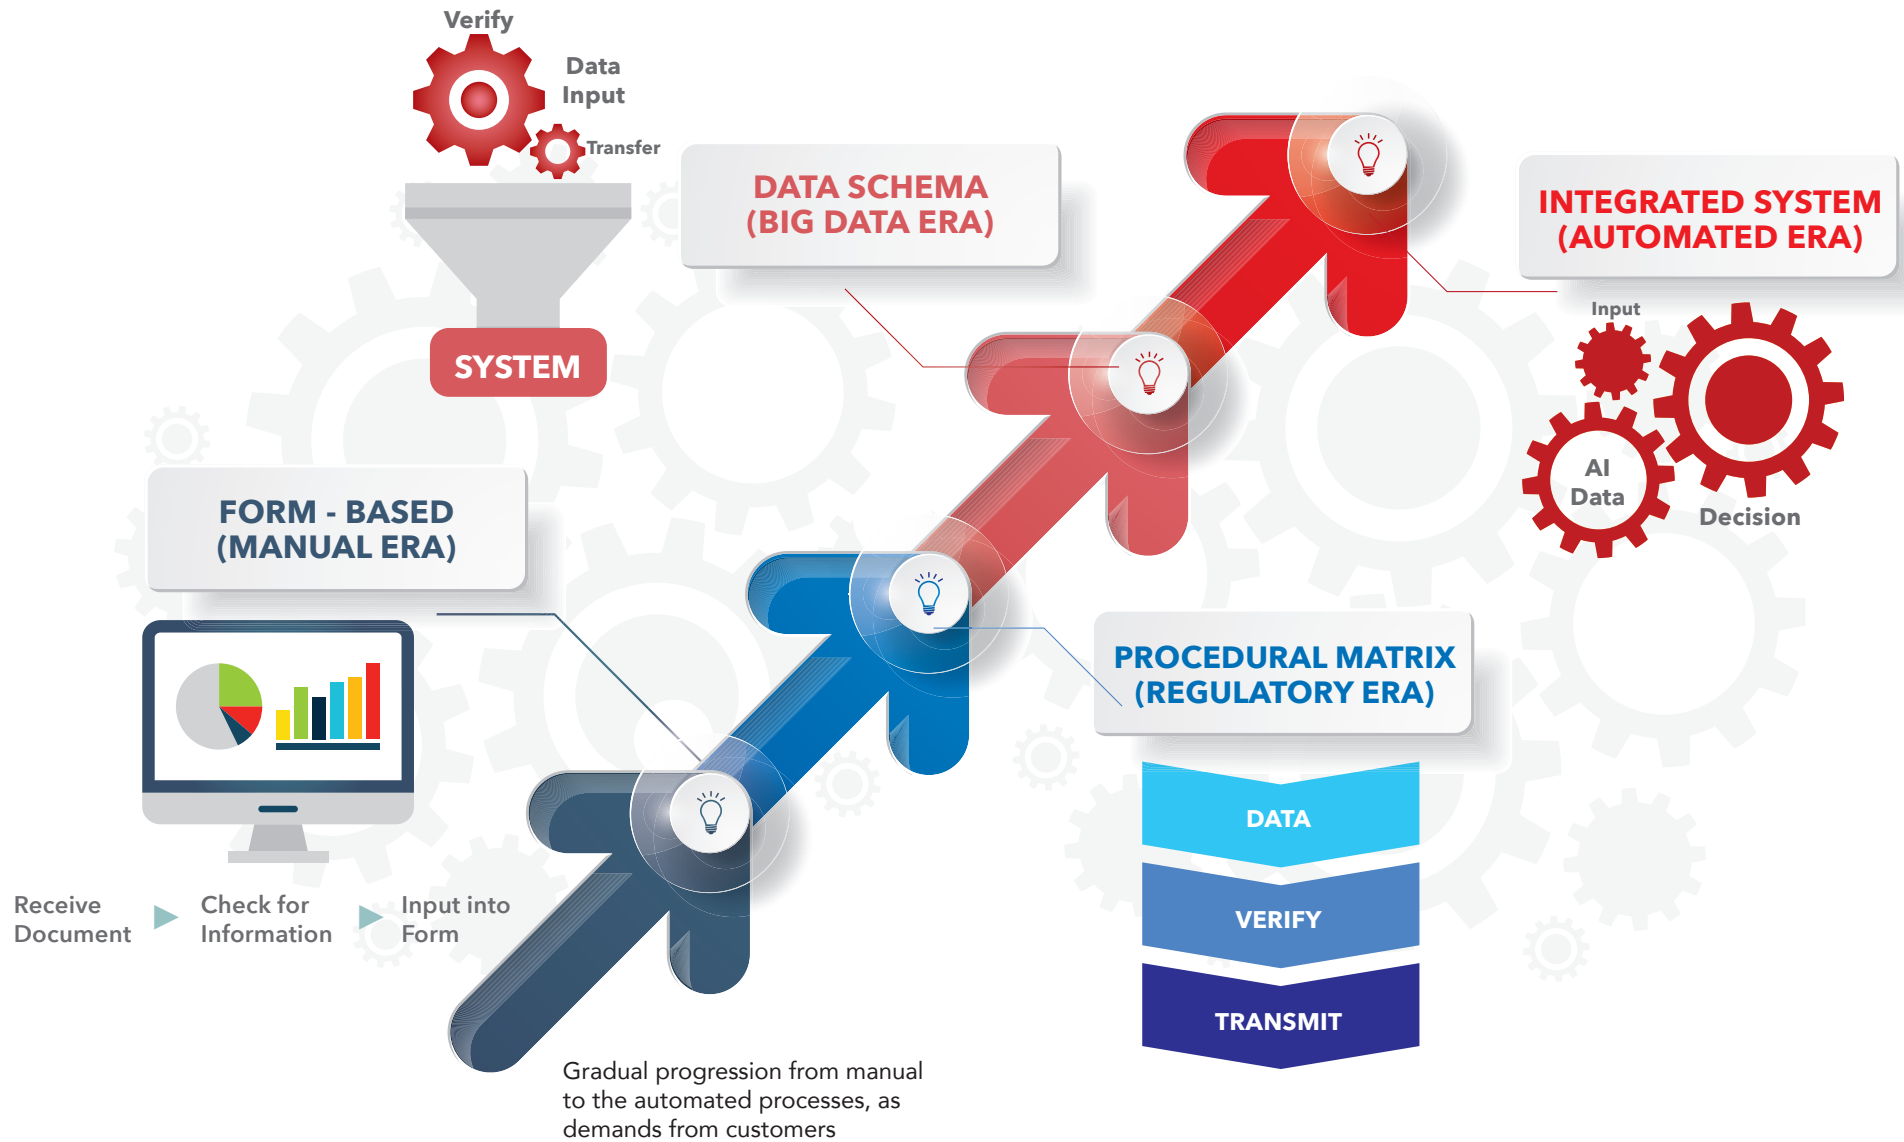 Verify
Data
Input
Transfer
SYSTEM
DATA SCHEMA
(BIG DATA ERA)
INTEGRATED SYSTEM
(AUTOMATED ERA)
Input
AI
Data
Decision
FORM - BASED
(MANUAL ERA)
Receive
Document
Check for
Information
Input into
Form
PROCEDURAL MATRIX
(REGULATORY ERA)
DATA
VERIFY
TRANSMIT
Gradual progression from manual
to the automated processes, as
demands from customers